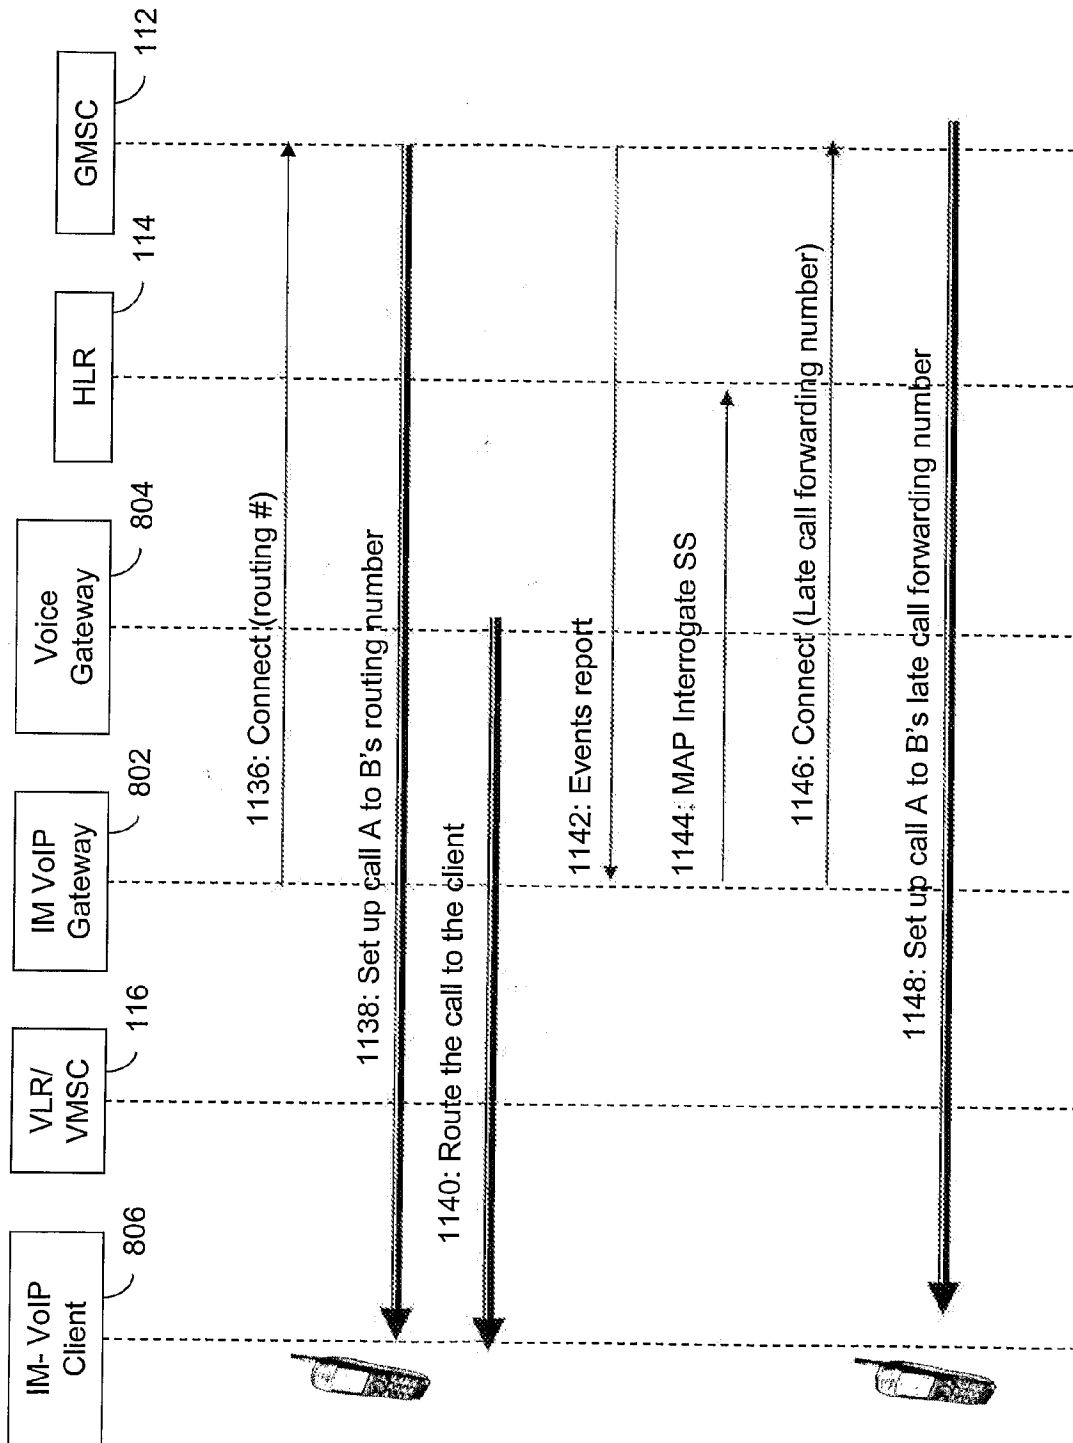 IM- VoIP
Client
806
VLR/
VMSC
116
IM VoIP
Gateway
802
Voice
Gateway
804
HLR
114
GMSC
112
1136: Connect (routing #)
1138: Set up call A to B's routing number
1140: Route the call to the client
1142: Events report
1144: MAP Interrogate SS
1146: Connect (Late call forwarding number)
1148: Set up call A to B's late call forwarding number